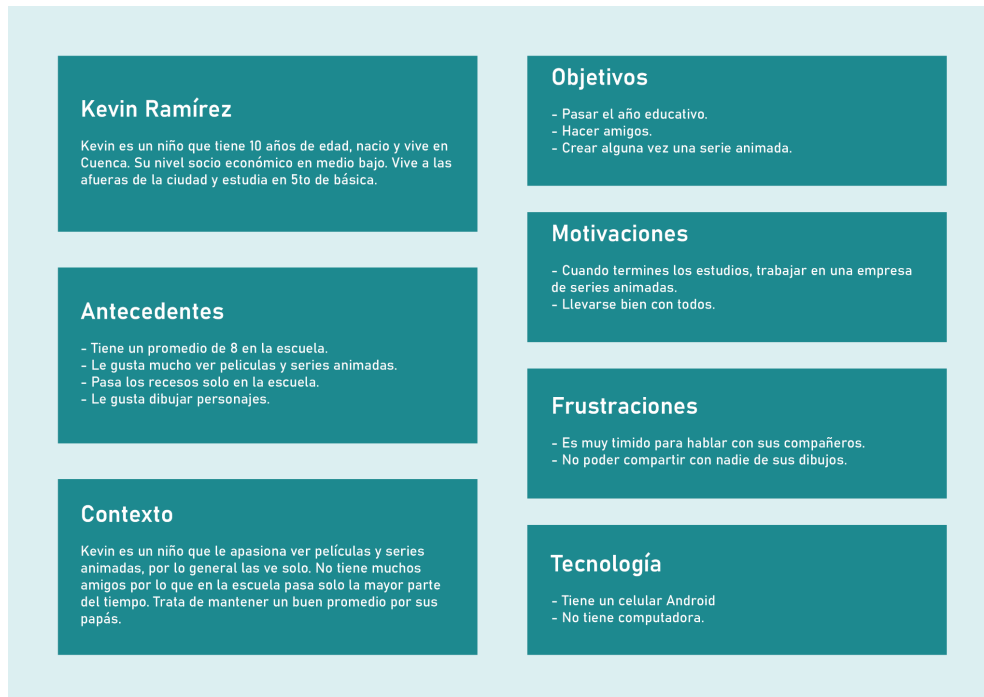 Kevin Ramírez
Kevin es un niño que tiene 10 años de edad, nacio y vive en
Cuenca. Su nivel socio económico en medio bajo. Vive a las
afueras de la ciudad y estudia en 5to de básica.
Antecedentes
- Tiene un promedio de 8 en la escuela.
- Le gusta mucho ver peliculas y series animadas.
- Pasa los recesos solo en la escuela.
- Le gusta dibujar personajes.
Contexto
Kevin es un niño que le apasiona ver películas y series
animadas, por lo general las ve solo. No tiene muchos
amigos por lo que en la escuela pasa solo la mayor parte
del tiempo. Trata de mantener un buen promedio por sus
papás.
Objetivos
- Pasar el año educativo.
- Hacer amigos.
- Crear alguna vez una serie animada.
Motivaciones
- Cuando termines los estudios, trabajar en una empresa
de series animadas.
- Llevarse bien con todos.
Frustraciones
- Es muy timido para hablar con sus compañeros.
- No poder compartir con nadie de sus dibujos.
Tecnología
- Tiene un celular Android
- No tiene computadora.